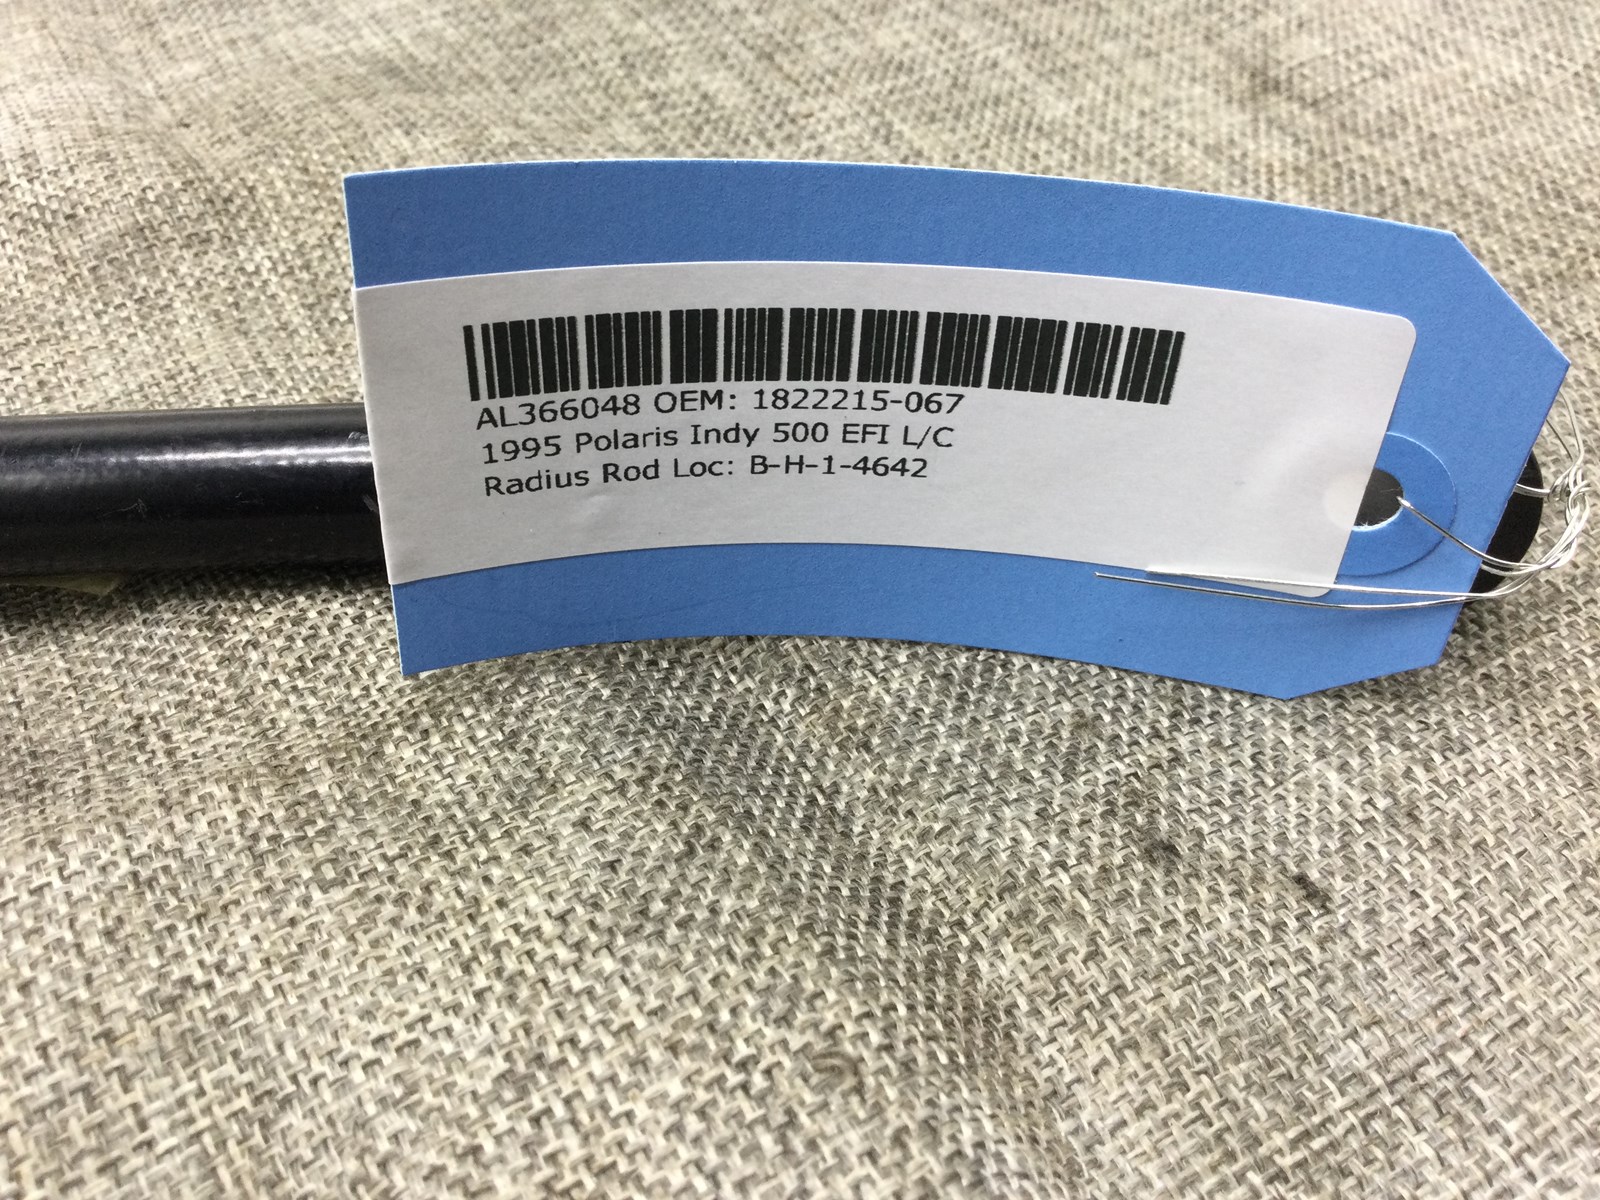 AL366048 OEM: 1822215-067
1995 Polaris Indy 500 EFI L/C
Radius Rod Loc: B-H-1-4642